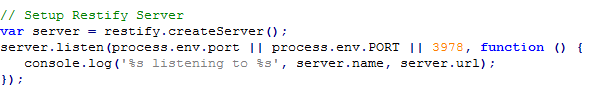 // Setup Restify Server
var server = restify.createServer();
server.listen(process.env.port || process.env.PORT || 3978, function () {
   console.log('%s listening to %s', server.name, server.url);
});